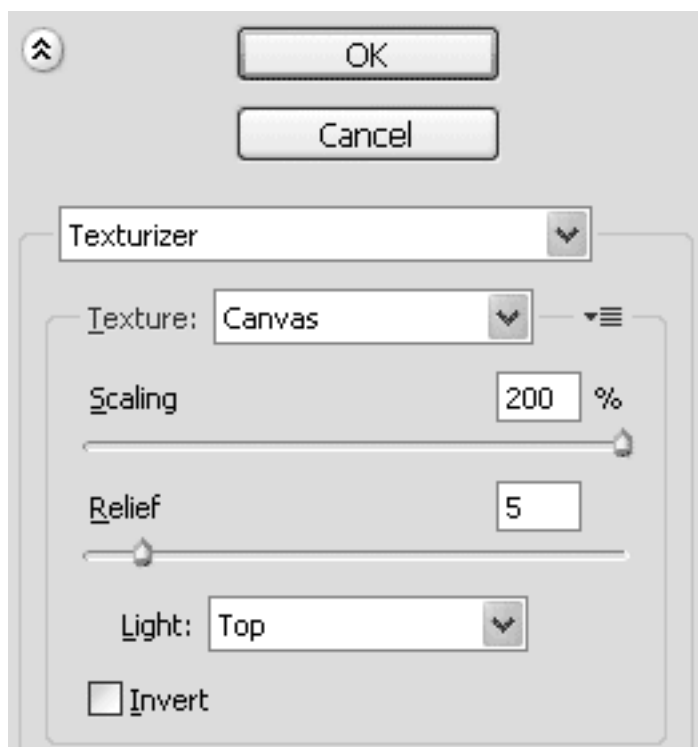 OK
Cancel
Texturizer
Texture: Canvas
Scaling 200 %
Relief 5
Light: Top
Invert